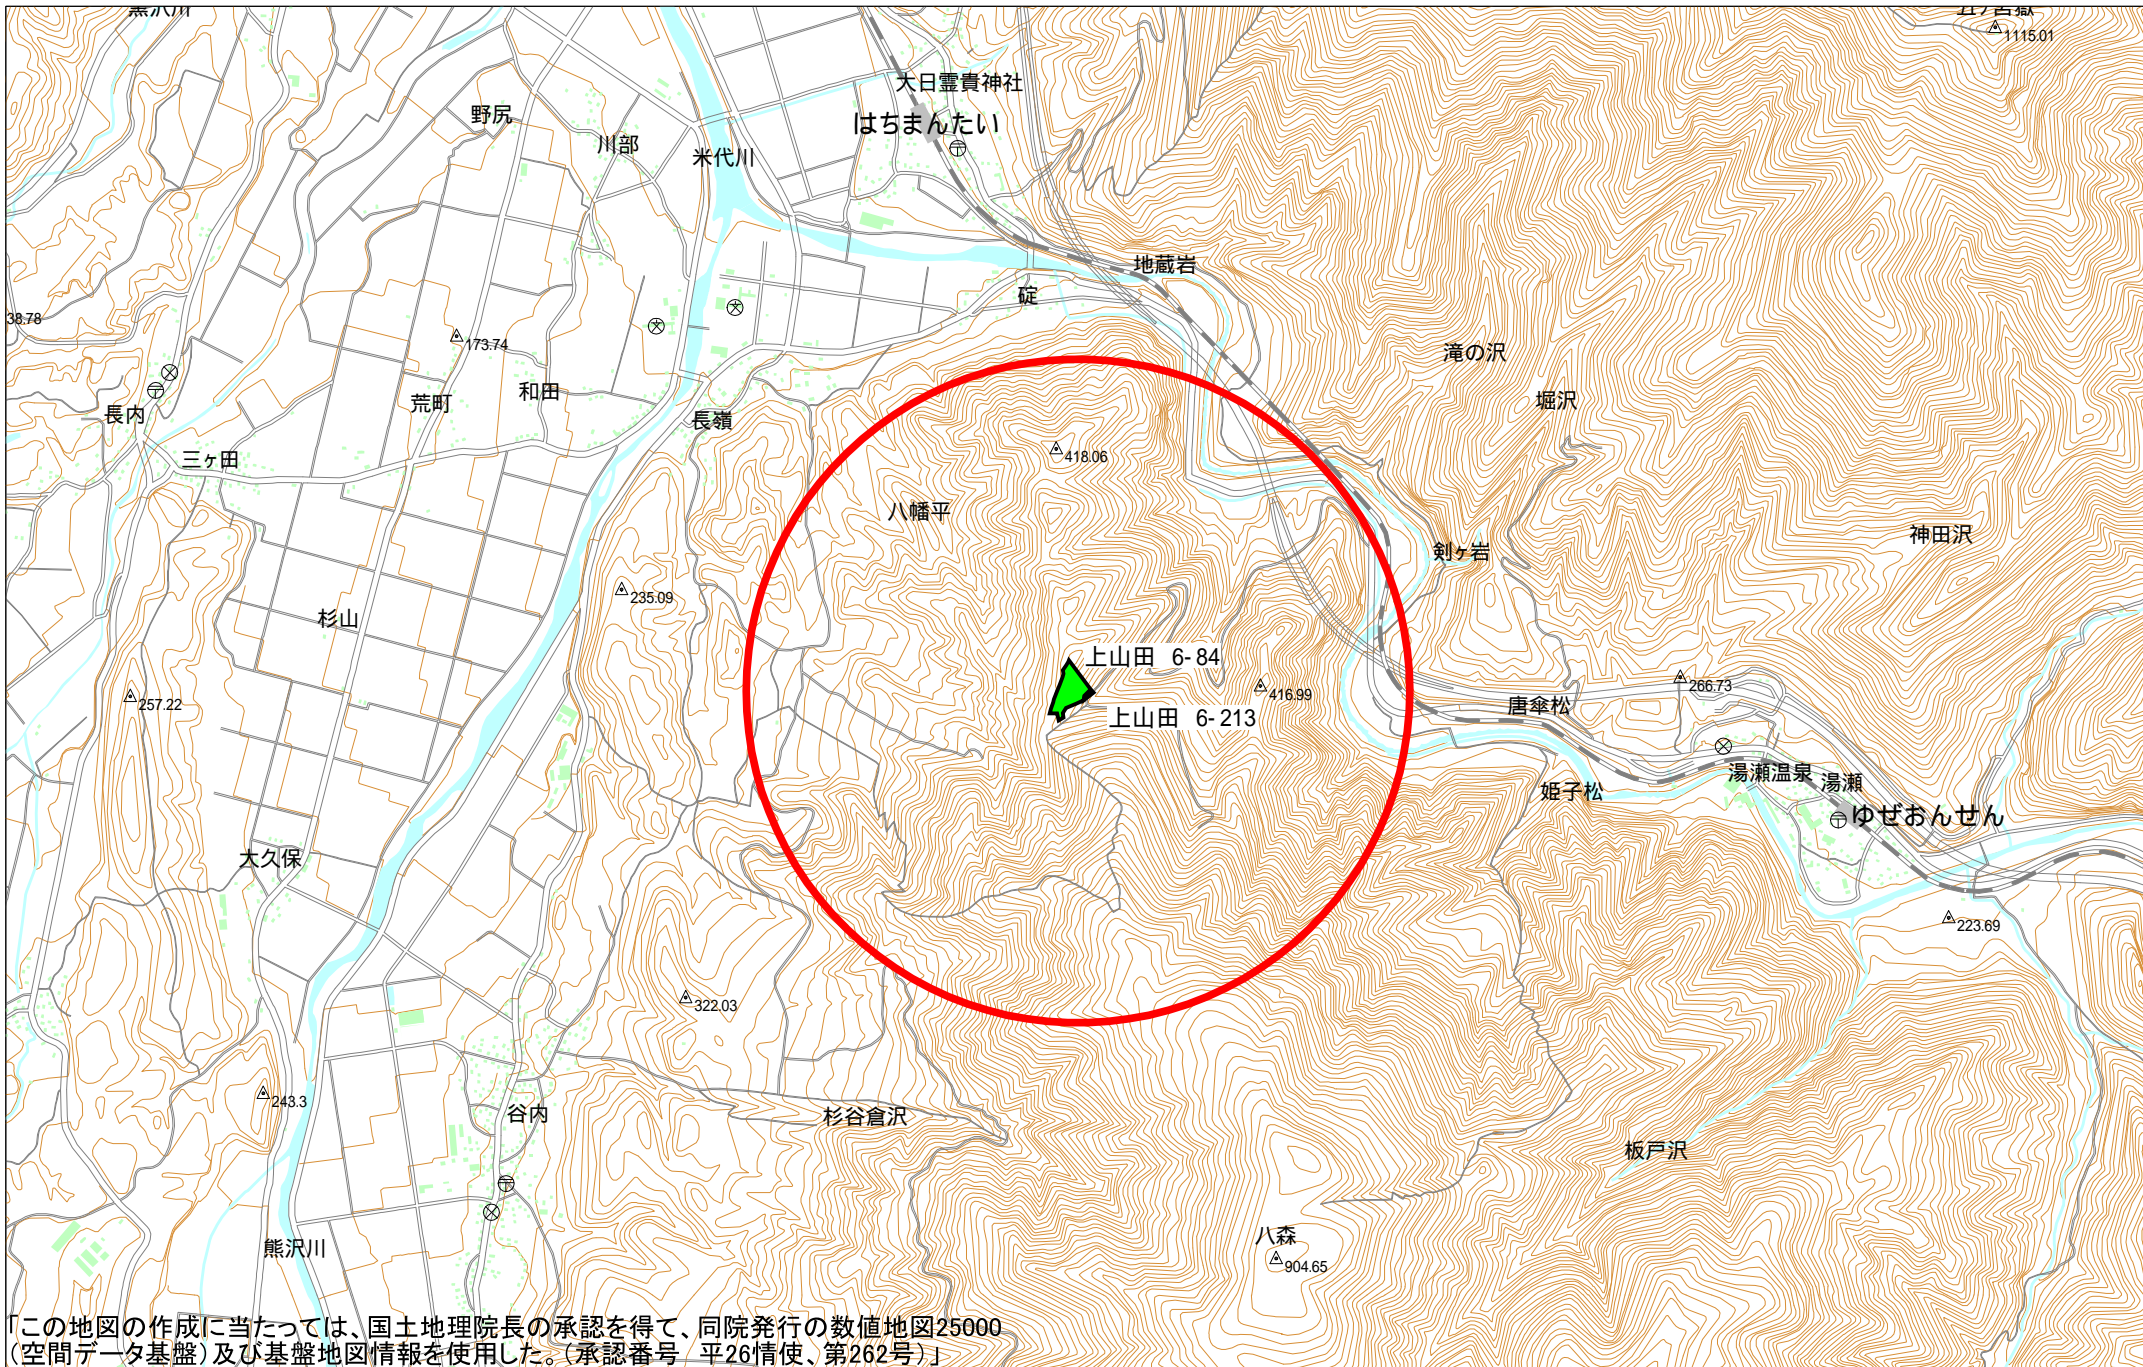 黒沢川
五ノ宮嶽
1115.01
大日霊貴神社
野尻
はちまんたい
川部
米代川
地蔵岩
碇
38.78
173.74
滝の沢
和田
荒町
堀沢
長内
長嶺
三ヶ田
418.06
八幡平
神田沢
剣ヶ岩
235.09
杉山
上山田 6-84
416.99
266.73
257.22
唐傘松
上山田 6-213
湯瀬温泉
湯瀬
姫子松
ゆぜおんせん
大久保
223.69
322.03
243.3
谷内
杉谷倉沢
板戸沢
八森
熊沢川
904.65
「この地図の作成に当たっては、国土地理院長の承認を得て、同院発行の数値地図25000
（空間データ基盤）及び基盤地図情報を使用した。（承認番号 平26情使、第262号）」